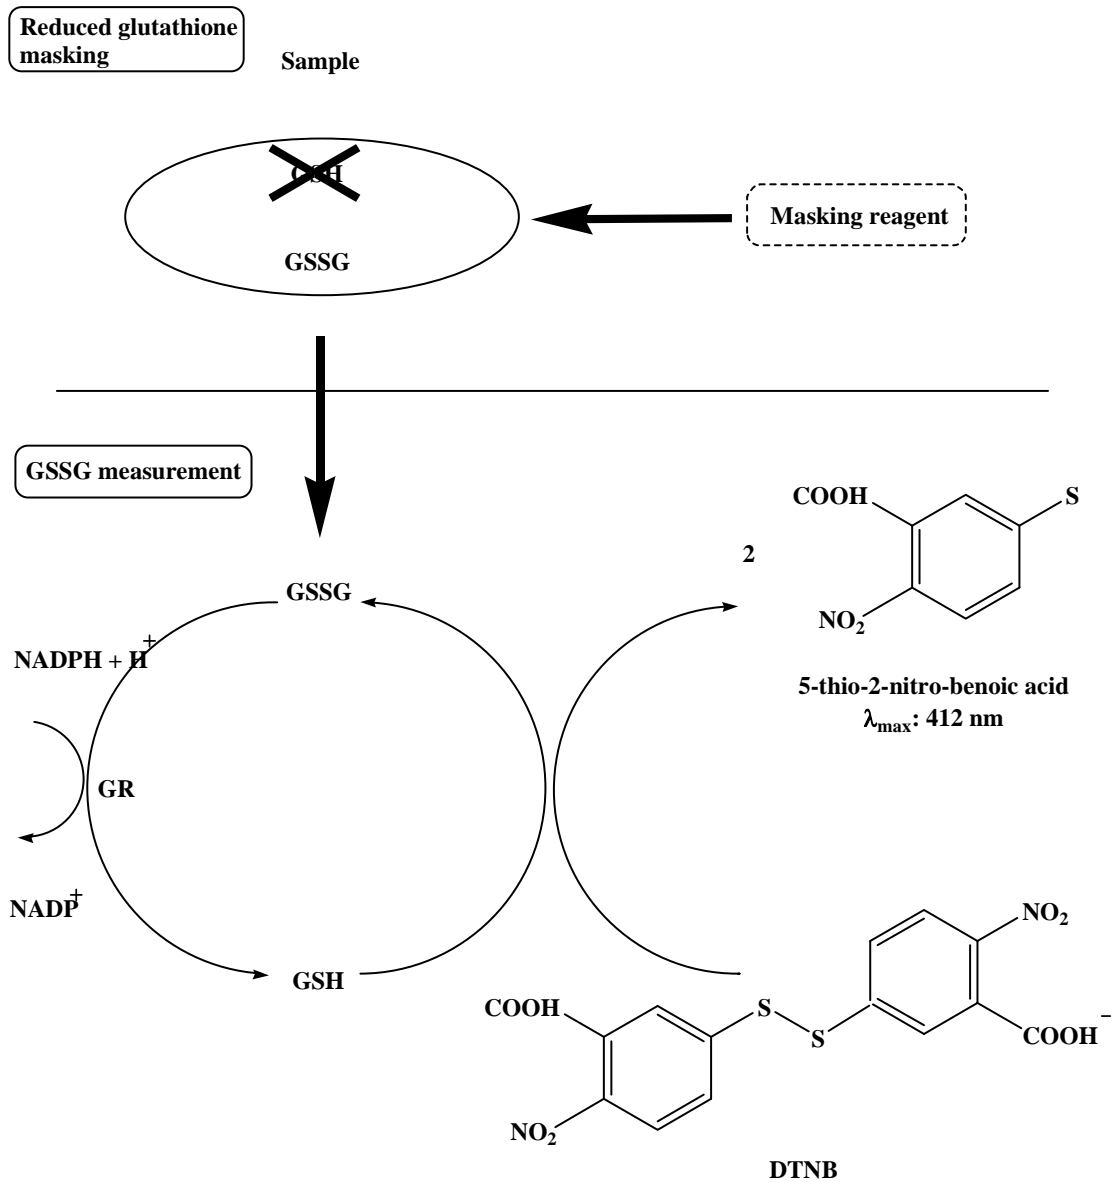 Reduced glutathione
masking
Sample
GSH
GSSG
Masking reagent
GSSG measurement
COOH
S
2
NO2
GSSG
NADPH + H+
5-thio-2-nitro-benoic acid
λmax: 412 nm
GR
NADP+
GSH
NO2
COOH
S
S
COOH−
NO2
DTNB